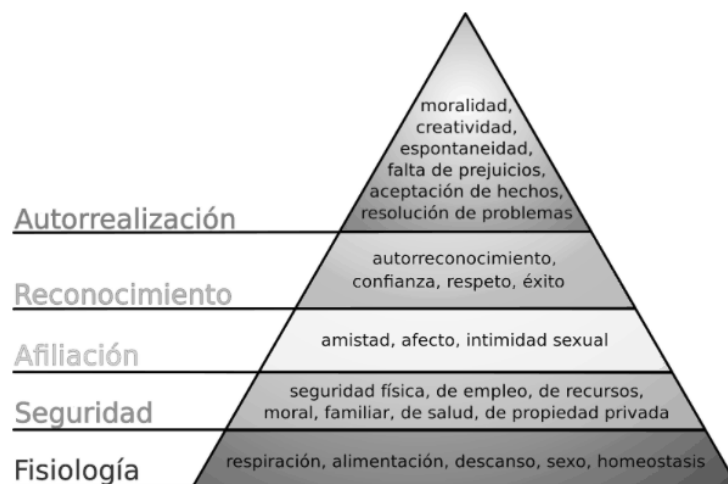 moralidad,
creatividad,
espontaneidad,
falta de prejuicios,
aceptación de hechos,
resolución de problemas
Autorrealización
autorreconocimiento,
confianza, respeto, éxito
Reconocimiento
amistad, afecto, intimidad sexual
Afiliación
seguridad física, de empleo, de recursos,
moral, familiar, de salud, de propiedad privada
Seguridad
respiración, alimentación, descanso, sexo, homeostasis
Fisiología